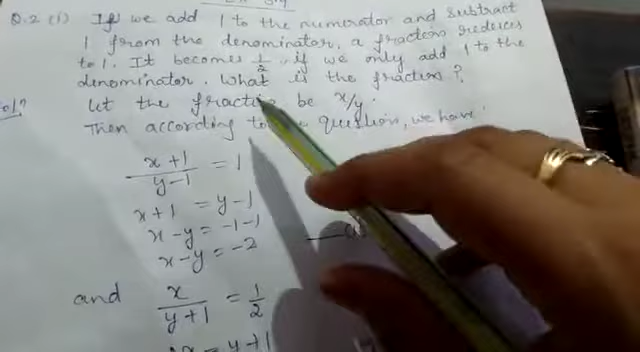 Q.2 (i) If we add 1 to the numerator and subtract
1 from the denominator, a fraction reduces
to 1. It becomes 1/2, if we only add 1 to the
denominator. What is the fraction?
Sol?
let the fraction be x/y.
Then according to question, we have
x+1/y-1 = 1
x+1 = y-1
x-y = -1-1
x-y = -2
and x/y+1 = 1/2
= y+1